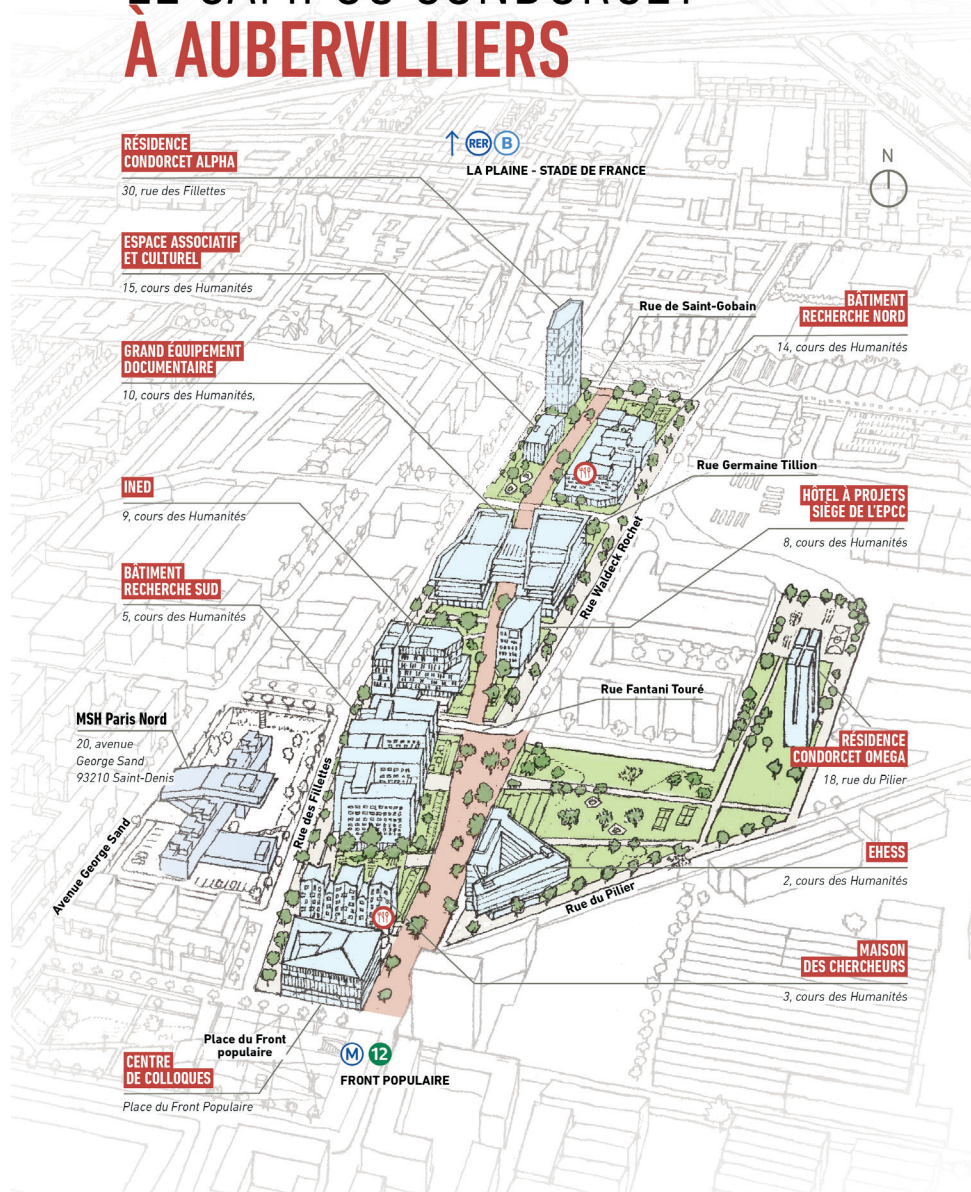 LE CAMPUS CONDORCET
À AUBERVILLIERS
RÉSIDENCE
CONDORCET ALPHA
30, rue des Fillettes
RER B
LA PLAINE - STADE DE FRANCE
N
ESPACE ASSOCIATIF
ET CULTUREL
15, cours des Humanités
Rue de Saint-Gobain
BÂTIMENT
RECHERCHE NORD
14, cours des Humanités
GRAND ÉQUIPEMENT
DOCUMENTAIRE
10, cours des Humanités,
Rue Germaine Tillion
INED
9, cours des Humanités
HÔTEL À PROJETS
SIÈGE DE L'EPCC
8, cours des Humanités
Rue Waldeck Rochet
BÂTIMENT
RECHERCHE SUD
5, cours des Humanités
Rue Fantani Touré
MSH Paris Nord
20, avenue
George Sand
93210 Saint-Denis
RÉSIDENCE
CONDORCET OMEGA
18, rue du Pilier
Rue des Fillettes
Avenue George Sand
EHESS
2, cours des Humanités
Rue du Pilier
MAISON
DES CHERCHEURS
3, cours des Humanités
Place du Front
populaire
M 12
FRONT POPULAIRE
CENTRE
DE COLLOQUES
Place du Front Populaire